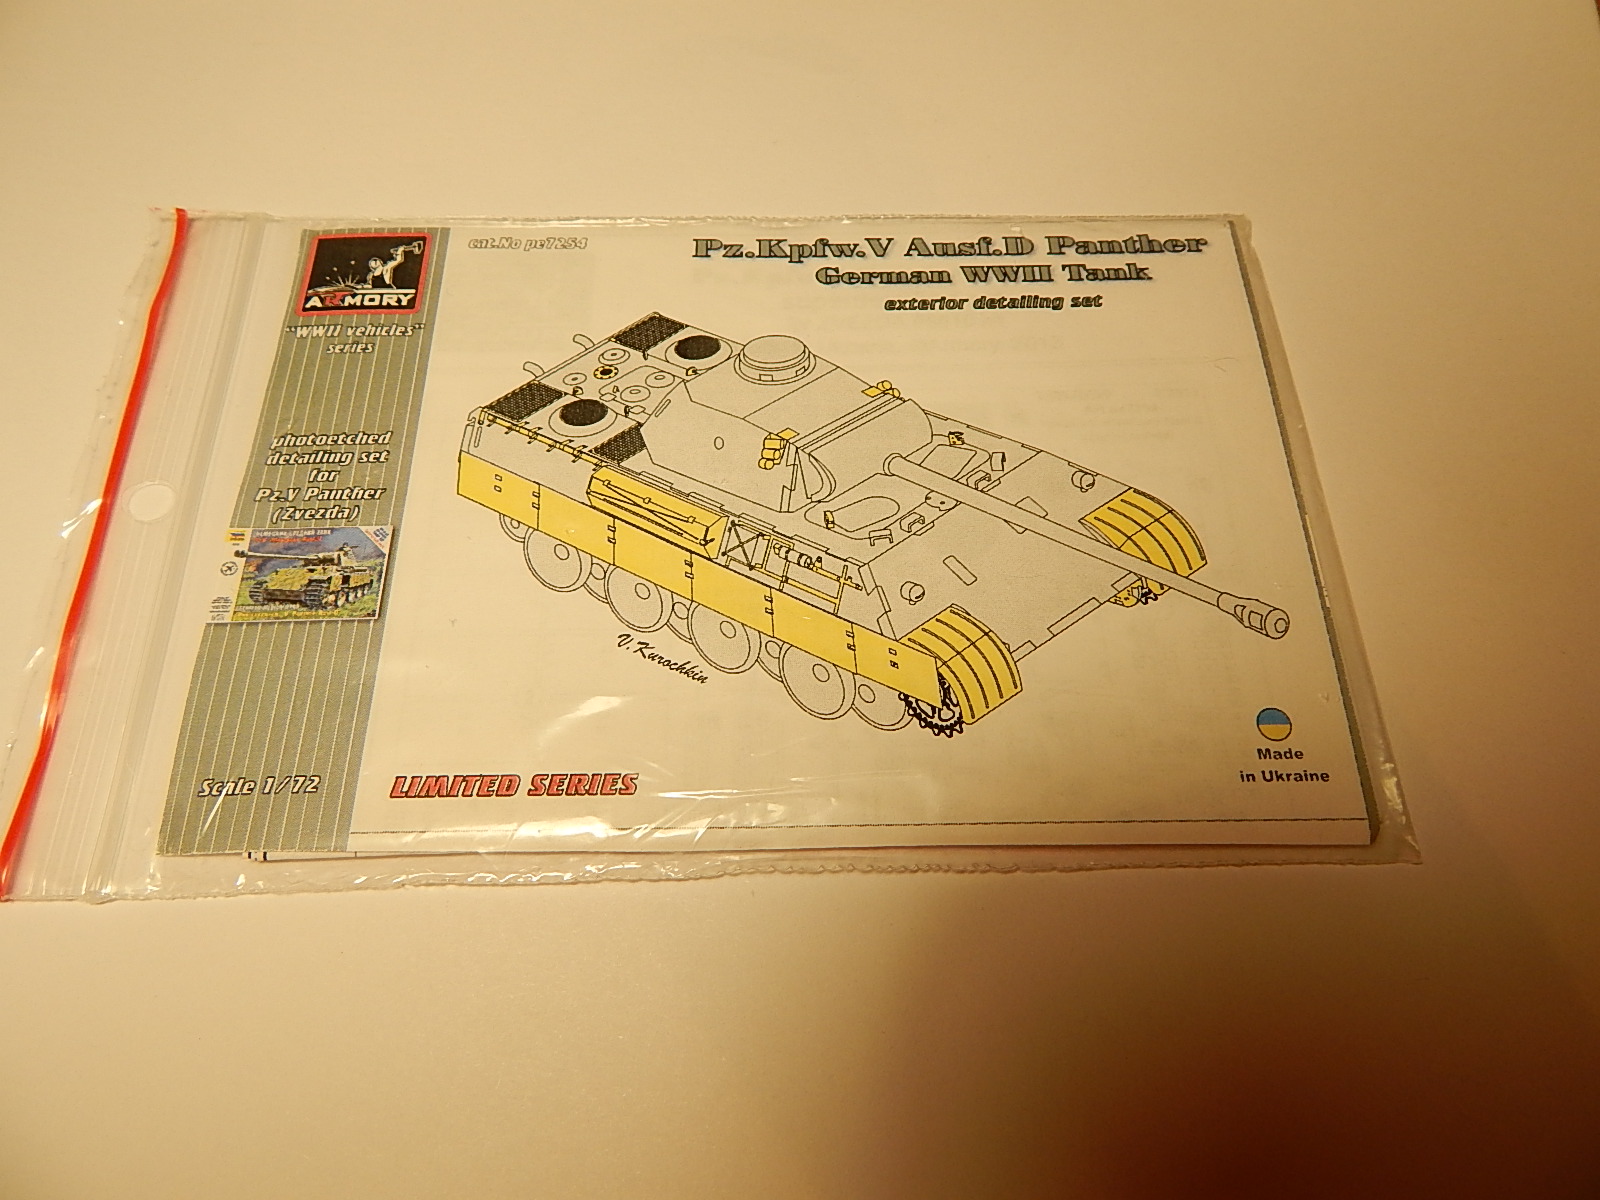 ARMORY
"WWII vehicles"
series
photoetched
detailing set
for
Pz.V Panther
(Zvezda)
Scale 1/72
cat.No pe7254
Pz.Kpfw.V Ausf.D Panther
German WWII Tank
exterior detailing set
V. Kurochkin
LIMITED SERIES
Made
in Ukraine